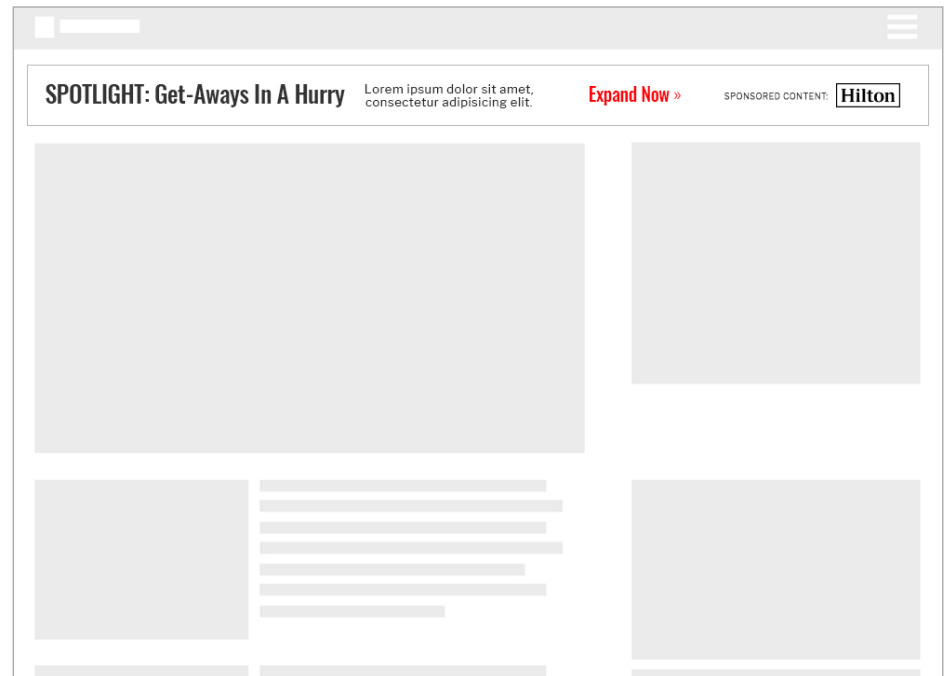 SPOTLIGHT: Get-Aways In A Hurry
Lorem ipsum dolor sit amet,
consectetur adipisicing elit.
Expand Now »
SPONSORED CONTENT:
Hilton